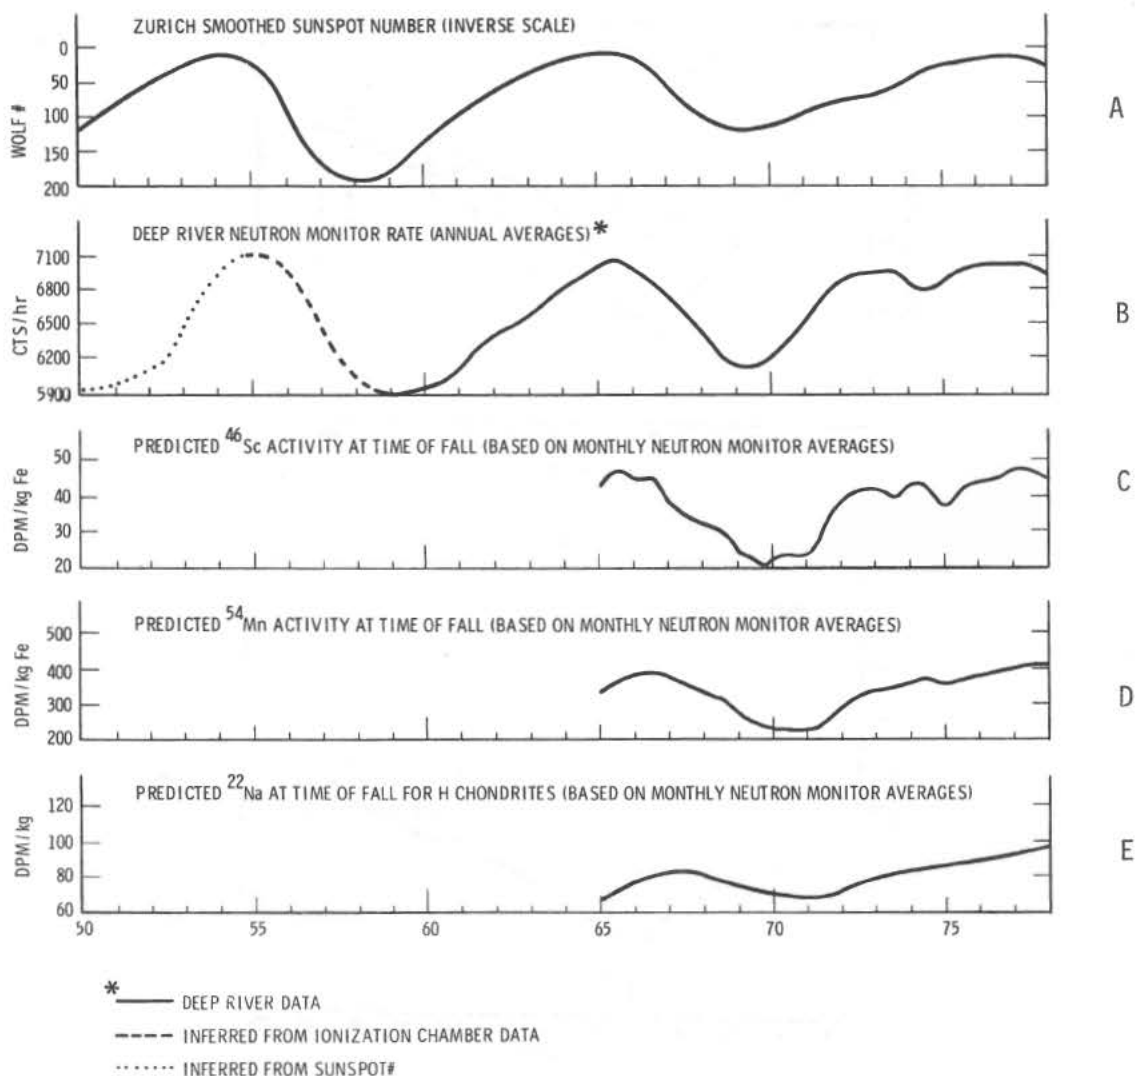 ZURICH SMOOTHED SUNSPOT NUMBER (INVERSE SCALE)
WOLF #
0
50
100
150
200
A
DEEP RIVER NEUTRON MONITOR RATE (ANNUAL AVERAGES)*
CTS/hr
7100
6800
6500
6200
5900
B
PREDICTED ⁴⁶Sc ACTIVITY AT TIME OF FALL (BASED ON MONTHLY NEUTRON MONITOR AVERAGES)
DPM/kg Fe
50
40
30
20
C
PREDICTED ⁵⁴Mn ACTIVITY AT TIME OF FALL (BASED ON MONTHLY NEUTRON MONITOR AVERAGES)
DPM/kg Fe
500
400
300
200
D
PREDICTED ²²Na AT TIME OF FALL FOR H CHONDRITES (BASED ON MONTHLY NEUTRON MONITOR AVERAGES)
DPM/kg
120
100
80
60
E
50 55 60 65 70 75
* DEEP RIVER DATA
INFERRED FROM IONIZATION CHAMBER DATA
INFERRED FROM SUNSPOT#